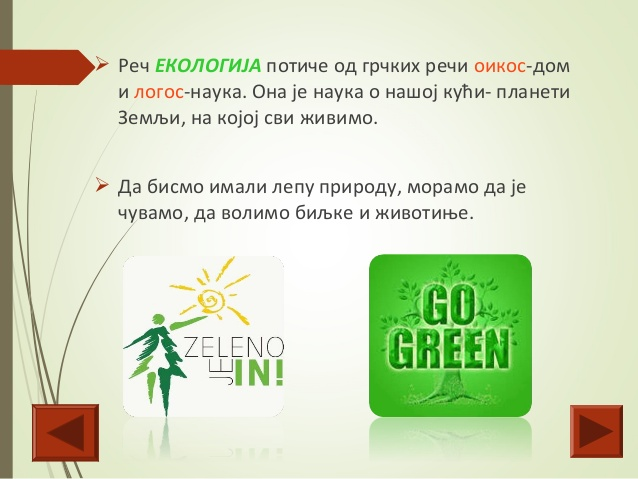 Реч ЕКОЛОГИЈА потиче од грчких речи оикос-дом
и логос-наука. Она је наука о нашој кући- планети
Земљи, на којој сви живимо.
Да бисмо имали лепу природу, морамо да је
чувамо, да волимо биљке и животиње.
ZELENO
JE IN!
GO
GREEN